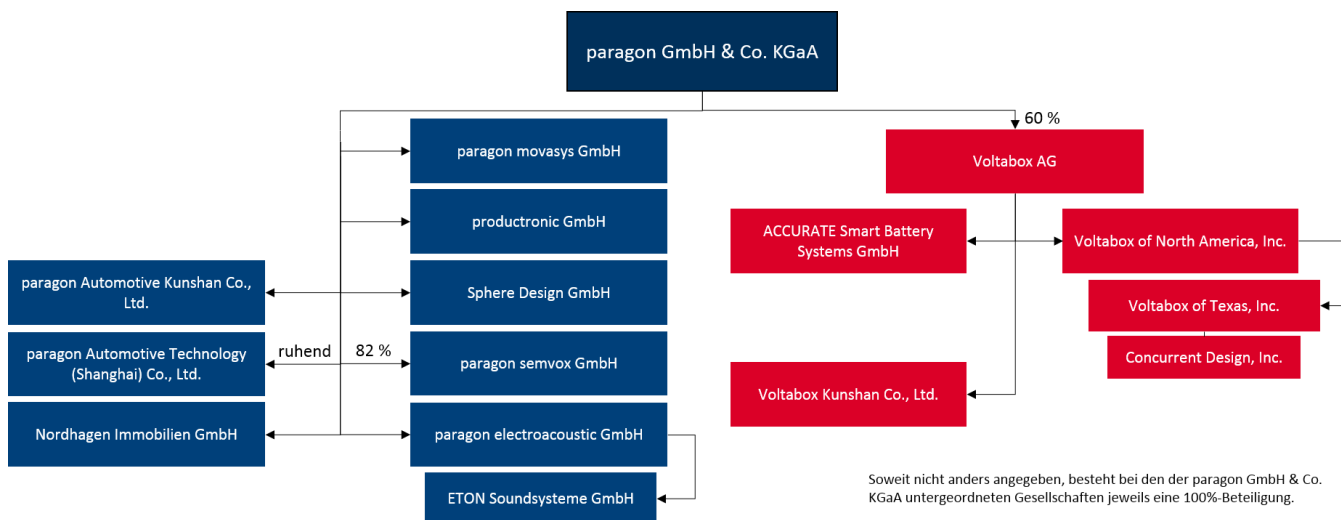 paragon GmbH & Co. KGaA
60 %
paragon movasys GmbH
productronic GmbH
Sphere Design GmbH
82 %
paragon semvox GmbH
paragon electroacoustic GmbH
ETON Soundsysteme GmbH
paragon Automotive Kunshan Co.,
Ltd.
ruhend
paragon Automotive Technology
(Shanghai) Co., Ltd.
Nordhagen Immobilien GmbH
Voltabox AG
ACCURATE Smart Battery
Systems GmbH
Voltabox of North America, Inc.
Voltabox of Texas, Inc.
Concurrent Design, Inc.
Voltabox Kunshan Co., Ltd.
Soweit nicht anders angegeben, besteht bei den der paragon GmbH & Co.
KGaA untergeordneten Gesellschaften jeweils eine 100%-Beteiligung.